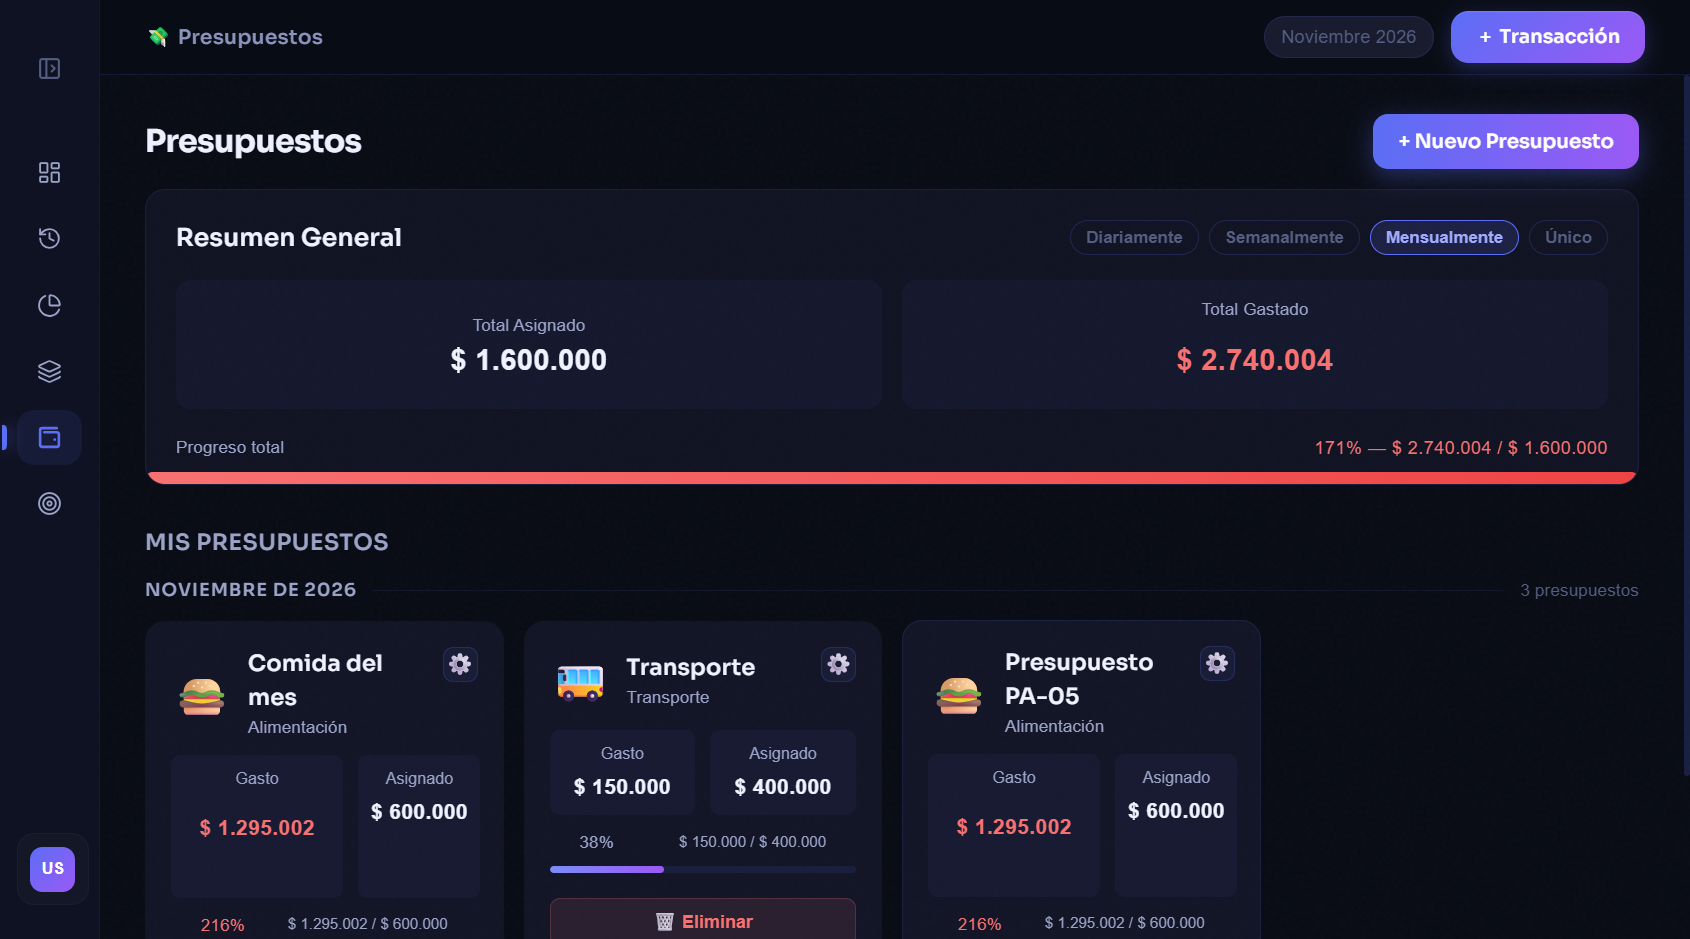 Presupuestos
Noviembre 2026
+ Transacción
Presupuestos
+ Nuevo Presupuesto
Resumen General
Diariamente
Semanalmente
Mensualmente
Único
Total Asignado
$ 1.600.000
Total Gastado
$ 2.740.004
Progreso total
171% — $ 2.740.004 / $ 1.600.000
MIS PRESUPUESTOS
NOVIEMBRE DE 2026
3 presupuestos
Comida del
mes
Alimentación
Gasto
$ 1.295.002
Asignado
$ 600.000
216%
$ 1.295.002 / $ 600.000
Transporte
Transporte
Gasto
$ 150.000
Asignado
$ 400.000
38%
$ 150.000 / $ 400.000
Eliminar
Presupuesto
PA-05
Alimentación
Gasto
$ 1.295.002
Asignado
$ 600.000
216%
$ 1.295.002 / $ 600.000
US